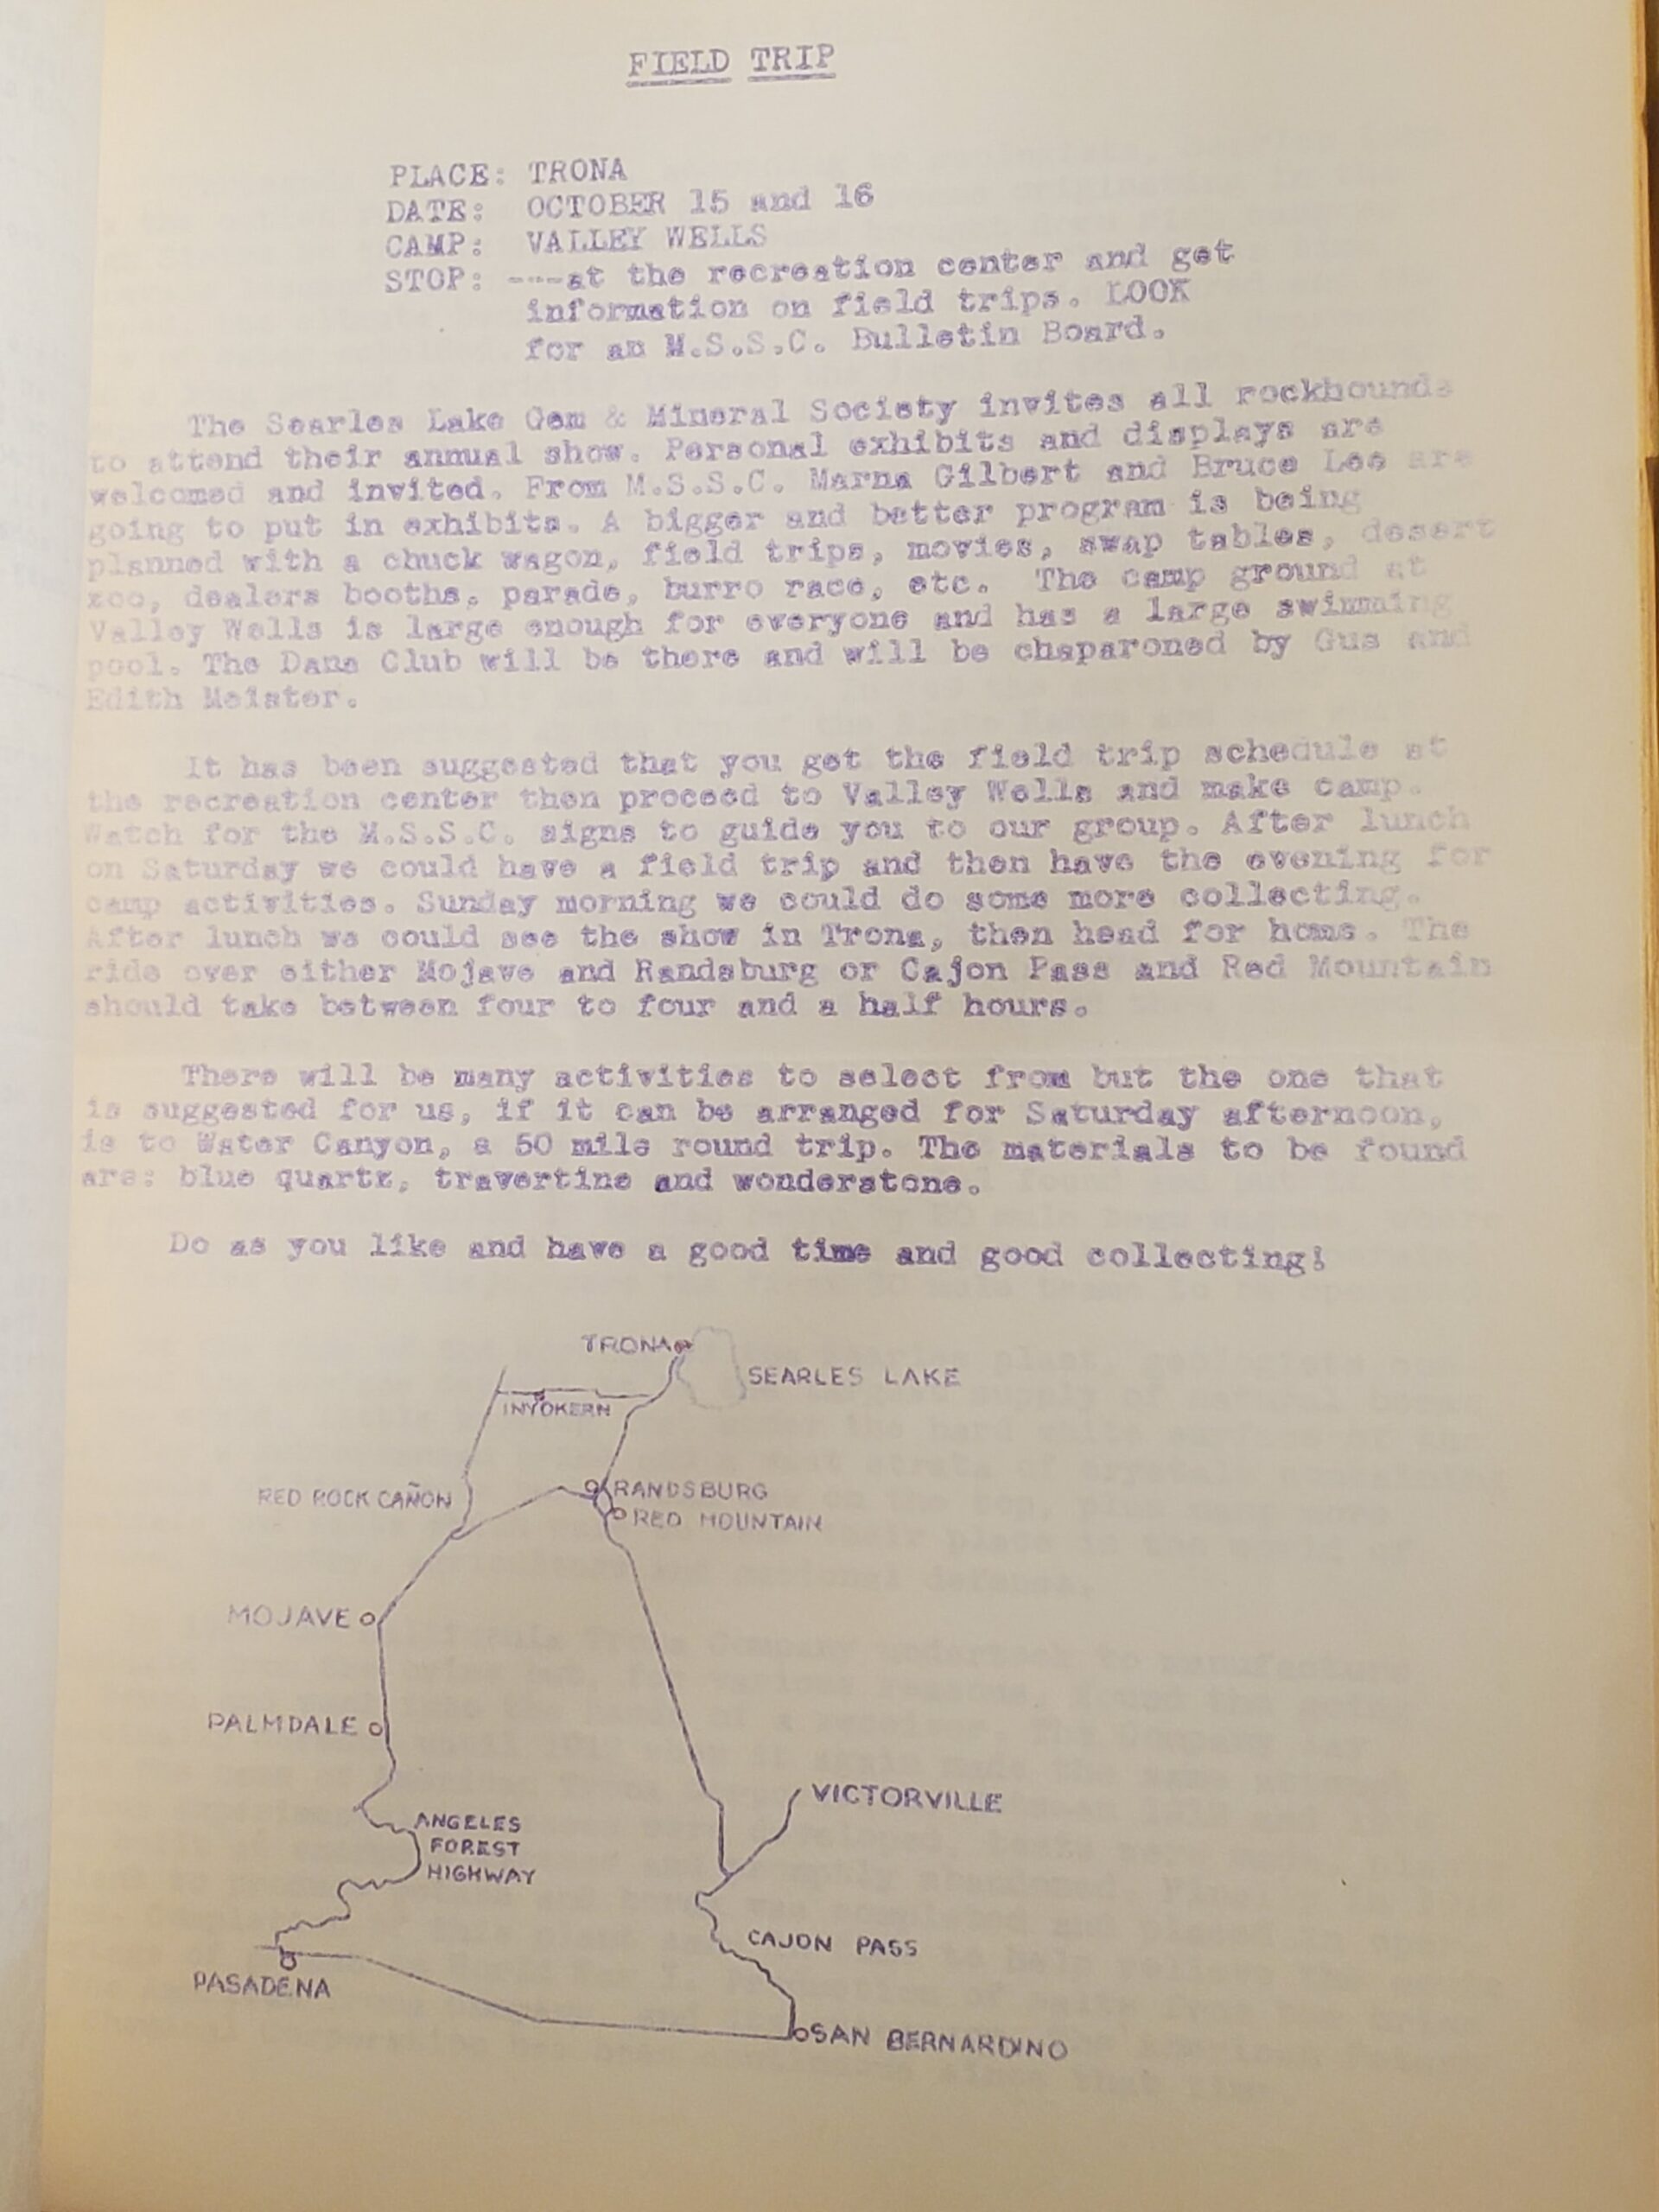 FIELD TRIP
PLACE: TRONA
DATE: OCTOBER 15 and 16
CAMP: VALLEY WELLS
STOP: ---at the recreation center and get
information on field trips. LOOK
for an M.S.S.C. Bulletin Board.
The Searles Lake Gem & Mineral Society invites all rockhounds
to attend their annual show. Personal exhibits and displays are
welcomed and invited. From M.S.S.C. Marna Gilbert and Bruce Lee are
going to put in exhibits. A bigger and better program is being
planned with a chuck wagon, field trips, movies, swap tables, desert
zoo, dealers booths, parade, burro race, etc. The camp ground at
Valley Wells is large enough for everyone and has a large swimming
pool. The Dana Club will be there and will be chaparoned by Gus and
Edith Meister.
It has been suggested that you get the field trip schedule at
the recreation center then proceed to Valley Wells and make camp.
Watch for the M.S.S.C. signs to guide you to our group. After lunch
on Saturday we could have a field trip and then have the evening for
camp activities. Sunday morning we could do some more collecting.
After lunch we could see the show in Trona, then head for home. The
ride over either Mojave and Randsburg or Cajon Pass and Red Mountain
should take between four to four and a half hours.
There will be many activities to select from but the one that
is suggested for us, if it can be arranged for Saturday afternoon,
is to Water Canyon, a 50 mile round trip. The materials to be found
are: blue quartz, travertine and wonderstone.
Do as you like and have a good time and good collecting!
TRONA
SEARLES LAKE
INYOKERN
RED ROCK CAÑON
RANDSBURG
RED MOUNTAIN
MOJAVE
PALMDALE
VICTORVILLE
ANGELES
FOREST
HIGHWAY
CAJON PASS
PASADENA
SAN BERNARDINO